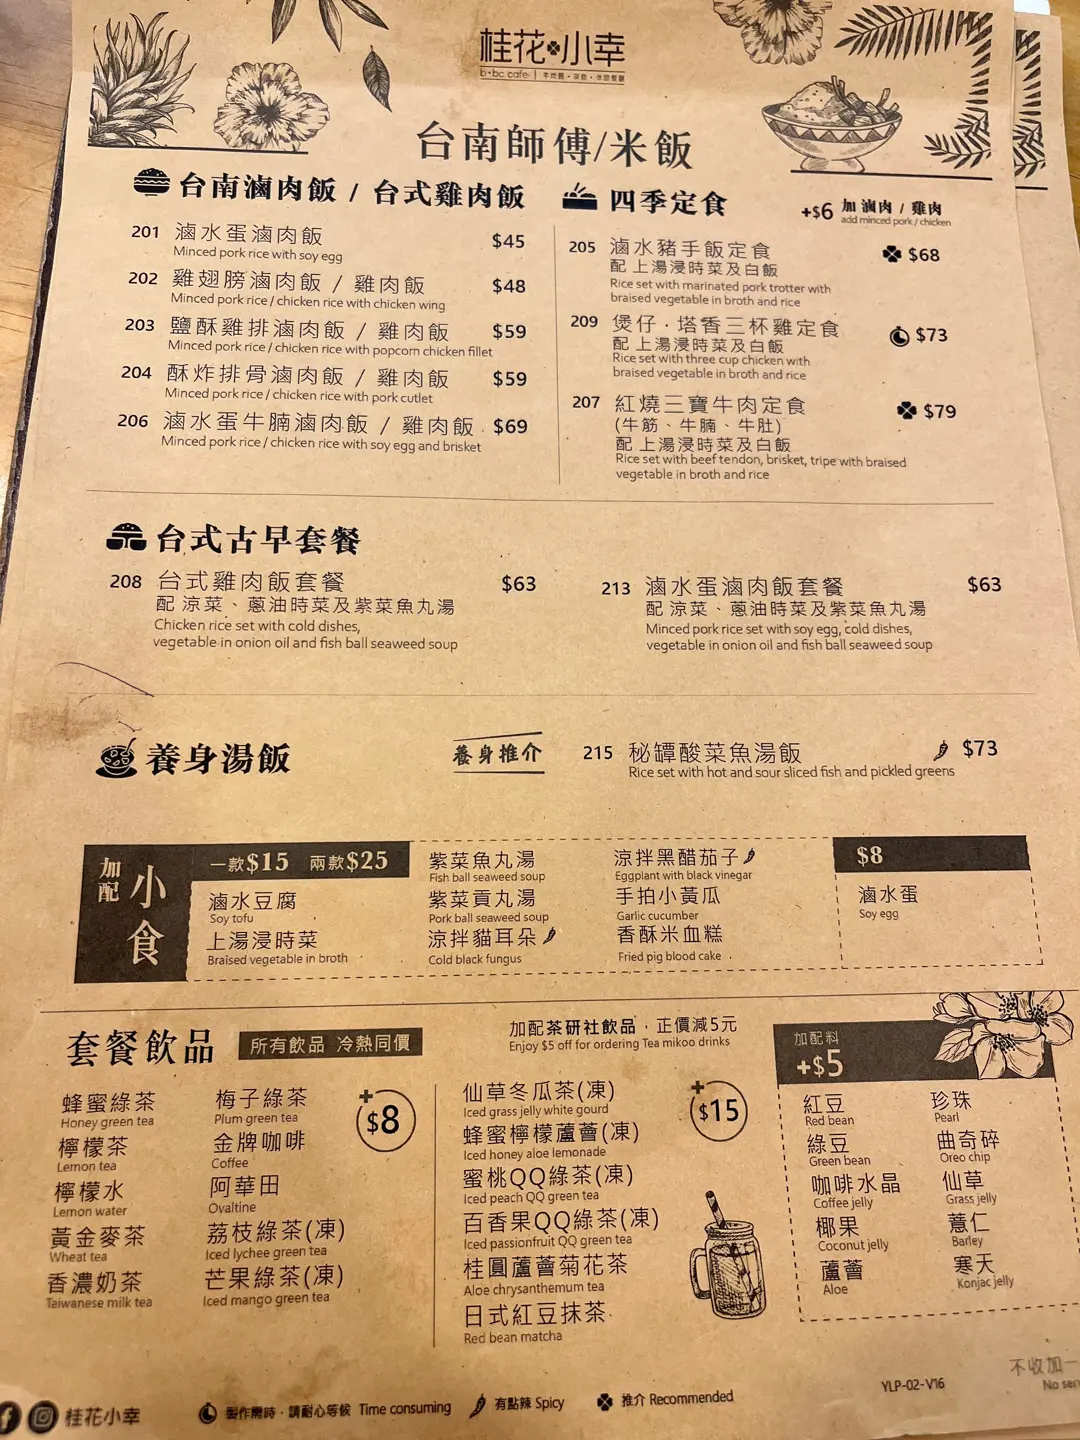 桂花小幸
b+bc cafe
台南師傅/米飯
台南滷肉飯 / 台式雞肉飯
201 滷水蛋滷肉飯 $45
Minced pork rice with soy egg
202 雞翅膀滷肉飯 / 雞肉飯 $48
Minced pork rice / chicken rice with chicken wing
203 鹽酥雞排滷肉飯 / 雞肉飯 $59
Minced pork rice / chicken rice with popcorn chicken fillet
204 酥炸排骨滷肉飯 / 雞肉飯 $59
Minced pork rice / chicken rice with pork cutlet
206 滷水蛋牛腩滷肉飯 / 雞肉飯 $69
Minced pork rice / chicken rice with soy egg and brisket
四季定食
+$6 加 滷肉 / 雞肉
add minced pork / chicken
205 滷水豬手飯定食 $68
配 上湯浸時菜及白飯
Rice set with marinated pork trotter with
braised vegetable in broth and rice
209 煲仔·塔香三杯雞定食 $73
配 上湯浸時菜及白飯
Rice set with three cup chicken with
braised vegetable in broth and rice
207 紅燒三寶牛肉定食 $79
(牛筋、牛腩、牛肚)
配 上湯浸時菜及白飯
Rice set with beef tendon, brisket, tripe with braised
vegetable in broth and rice
台式古早套餐
208 台式雞肉飯套餐 $63
配 涼菜、蔥油時菜及紫菜魚丸湯
Chicken rice set with cold dishes,
vegetable in onion oil and fish ball seaweed soup
213 滷水蛋滷肉飯套餐 $63
配 涼菜、蔥油時菜及紫菜魚丸湯
Minced pork rice set with soy egg, cold dishes,
vegetable in onion oil and fish ball seaweed soup
養身湯飯
養身推介
215 秘罈酸菜魚湯飯 $73
Rice set with hot and sour sliced fish and pickled greens
加配
小食
一款$15 兩款$25
滷水豆腐
Soy tofu
上湯浸時菜
Braised vegetable in broth
紫菜魚丸湯
Fish ball seaweed soup
紫菜貢丸湯
Pork ball seaweed soup
涼拌貓耳朵
Cold black fungus
涼拌黑醋茄子
Eggplant with black vinegar
手拍小黃瓜
Garlic cucumber
香酥米血糕
Fried pig blood cake
$8
滷水蛋
Soy egg
套餐飲品
所有飲品 冷熱同價
加配茶研社飲品，正價減5元
Enjoy $5 off for ordering Tea mikoo drinks
蜂蜜綠茶
Honey green tea
檸檬茶
Lemon tea
檸檬水
Lemon water
黃金麥茶
Wheat tea
香濃奶茶
Taiwanese milk tea
梅子綠茶
Plum green tea
金牌咖啡
Coffee
阿華田
Ovaltine
荔枝綠茶(凍)
Iced lychee green tea
芒果綠茶(凍)
Iced mango green tea
+$8
仙草冬瓜茶(凍)
Iced grass jelly white gourd
蜂蜜檸檬蘆薈(凍)
Iced honey aloe lemonade
蜜桃QQ綠茶(凍)
Iced peach QQ green tea
百香果QQ綠茶(凍)
Iced passionfruit QQ green tea
桂圓蘆薈菊花茶
Aloe chrysanthemum tea
日式紅豆抹茶
Red bean matcha
+$15
加配料
+$5
紅豆
Red bean
綠豆
Green bean
咖啡水晶
Coffee jelly
椰果
Coconut jelly
蘆薈
Aloe
珍珠
Pearl
曲奇碎
Oreo chip
仙草
Grass jelly
薏仁
Barley
寒天
Konjac jelly
不收加一
No ser
YLP-02-V16
桂花小幸
製作需時，請耐心等候 Time consuming
有點辣 Spicy
推介 Recommended